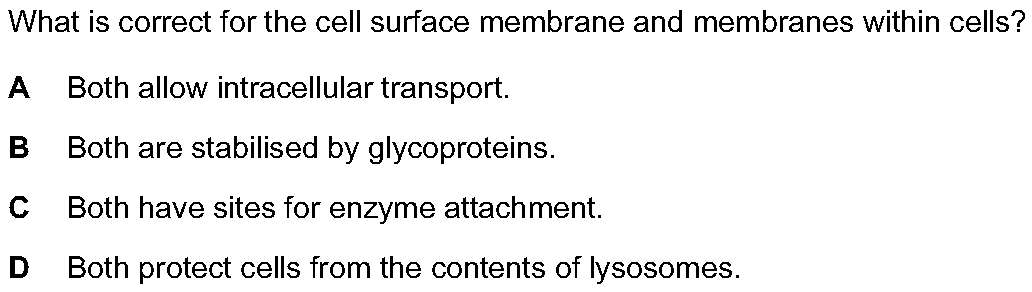 What is correct for the cell surface membrane and membranes within cells?
A Both allow intracellular transport.
B Both are stabilised by glycoproteins.
C Both have sites for enzyme attachment.
D Both protect cells from the contents of lysosomes.